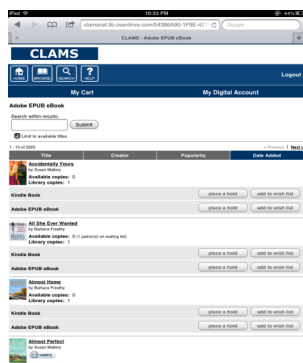 iPad
10:33 PM
44%
clamsnet.lib.overdrive.com/04386A90-1F9E-421
Google
CLAMS - Adobe EPUB eBook
CLAMS
HOME BROWSE SEARCH HELP
Logout
My Cart My Digital Account
Adobe EPUB eBook
Search within results:
Submit
Limit to available titles
« Previous | Next »
Title Creator Popularity Date Added
Accidentally Yours
by Susan Mallery
Available copies: 0
Library copies: 1
Kindle Book place a hold add to wish list
Adobe EPUB eBook place a hold add to wish list
All She Ever Wanted
by Barbara Freethy
Available copies: 0 (1 patron(s) on waiting list)
Library copies: 1
Kindle Book place a hold add to wish list
Adobe EPUB eBook place a hold add to wish list
Almost Home
by Barbara Freethy
Available copies: 0
Library copies: 1
Kindle Book place a hold add to wish list
Adobe EPUB eBook place a hold add to wish list
Almost Perfect
by Susan Mallery
SAMPLE